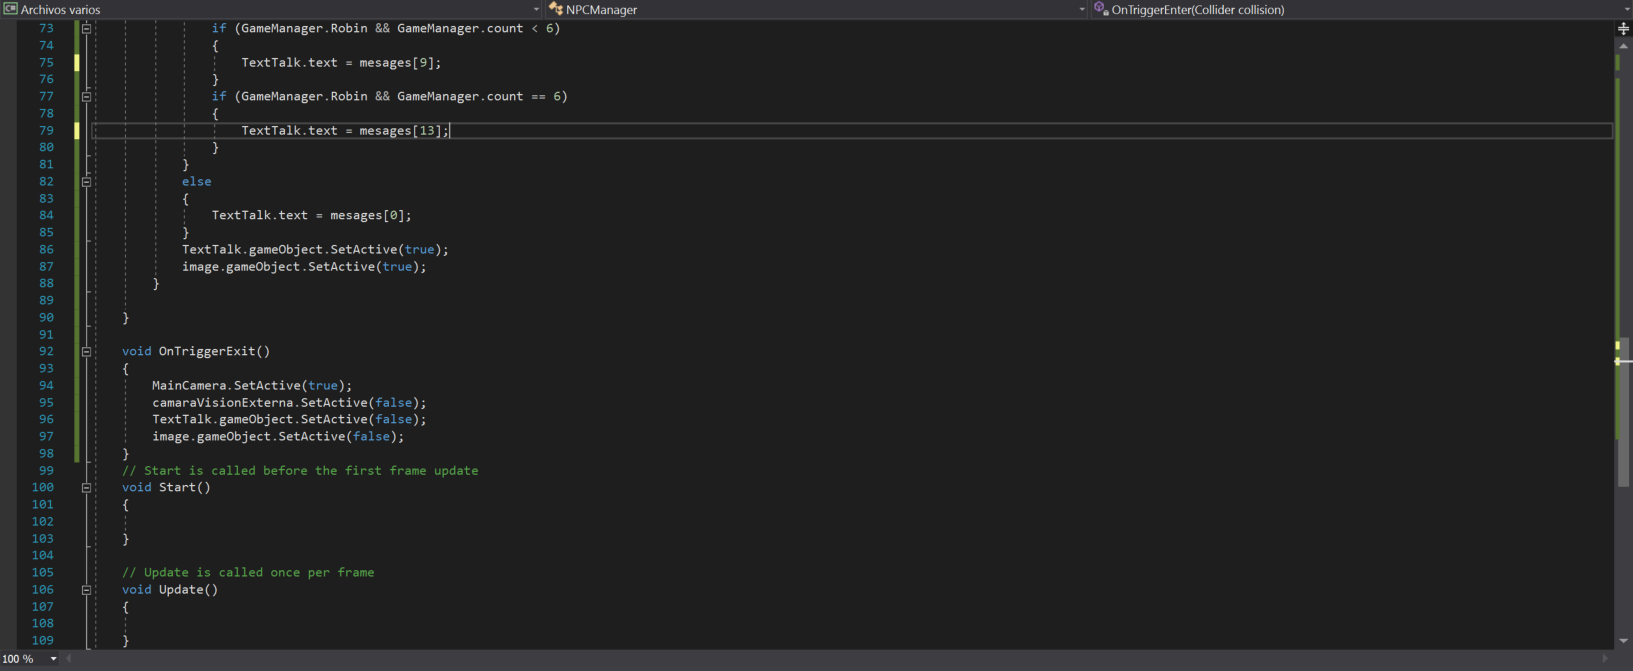 Archivos varios NPCManager OnTriggerEnter(Collider collision)
73 if (GameManager.Robin && GameManager.count < 6)
74 {
75 TextTalk.text = mesages[9];
76 }
77 if (GameManager.Robin && GameManager.count == 6)
78 {
79 TextTalk.text = mesages[13];
80 }
81 }
82 else
83 {
84 TextTalk.text = mesages[0];
85 }
86 TextTalk.gameObject.SetActive(true);
87 image.gameObject.SetActive(true);
88 }
89
90 }
91
92 void OnTriggerExit()
93 {
94 MainCamera.SetActive(true);
95 camaraVisionExterna.SetActive(false);
96 TextTalk.gameObject.SetActive(false);
97 image.gameObject.SetActive(false);
98 }
99 // Start is called before the first frame update
100 void Start()
101 {
102
103 }
104
105 // Update is called once per frame
106 void Update()
107 {
108
109 }
100 %